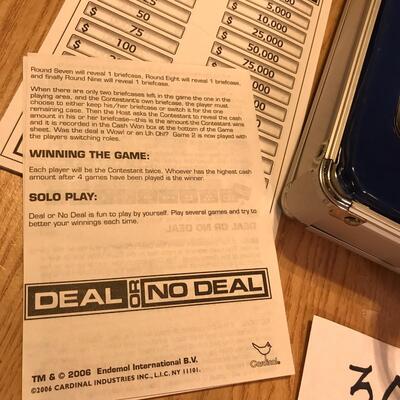 50
75
100
5,000
10,000
25,000
50,000
75,000
Round Seven will reveal 1 briefcase, Round Eight will reveal 1 briefcase,
and finally Round Nine will reveal 1 briefcase.
When there are only two briefcases left in the game the one in the
playing area, and the Contestant's own briefcase, the player must
choose to either keep his/her briefcase or switch it for the one
remaining case. Then the Host asks the Contestant to reveal the cash
amount in his or her briefcase—this is the amount the Contestant wins
and it is recorded in the Cash Won box at the bottom of the Game
sheet. Was the deal a Wow! or an Uh Oh? Game 2 is now played with
the players switching roles.
WINNING THE GAME:
Each player will be the Contestant twice. Whoever has the highest cash
amount after 4 games have been played is the winner.
SOLO PLAY:
Deal or No Deal is fun to play by yourself. Play several games and try to
better your winnings each time.
DEAL OR NO DEAL
TM & © 2006 Endemol International B.V.
©2006 CARDINAL INDUSTRIES INC., L.I.C. NY 11101.
Cardinal